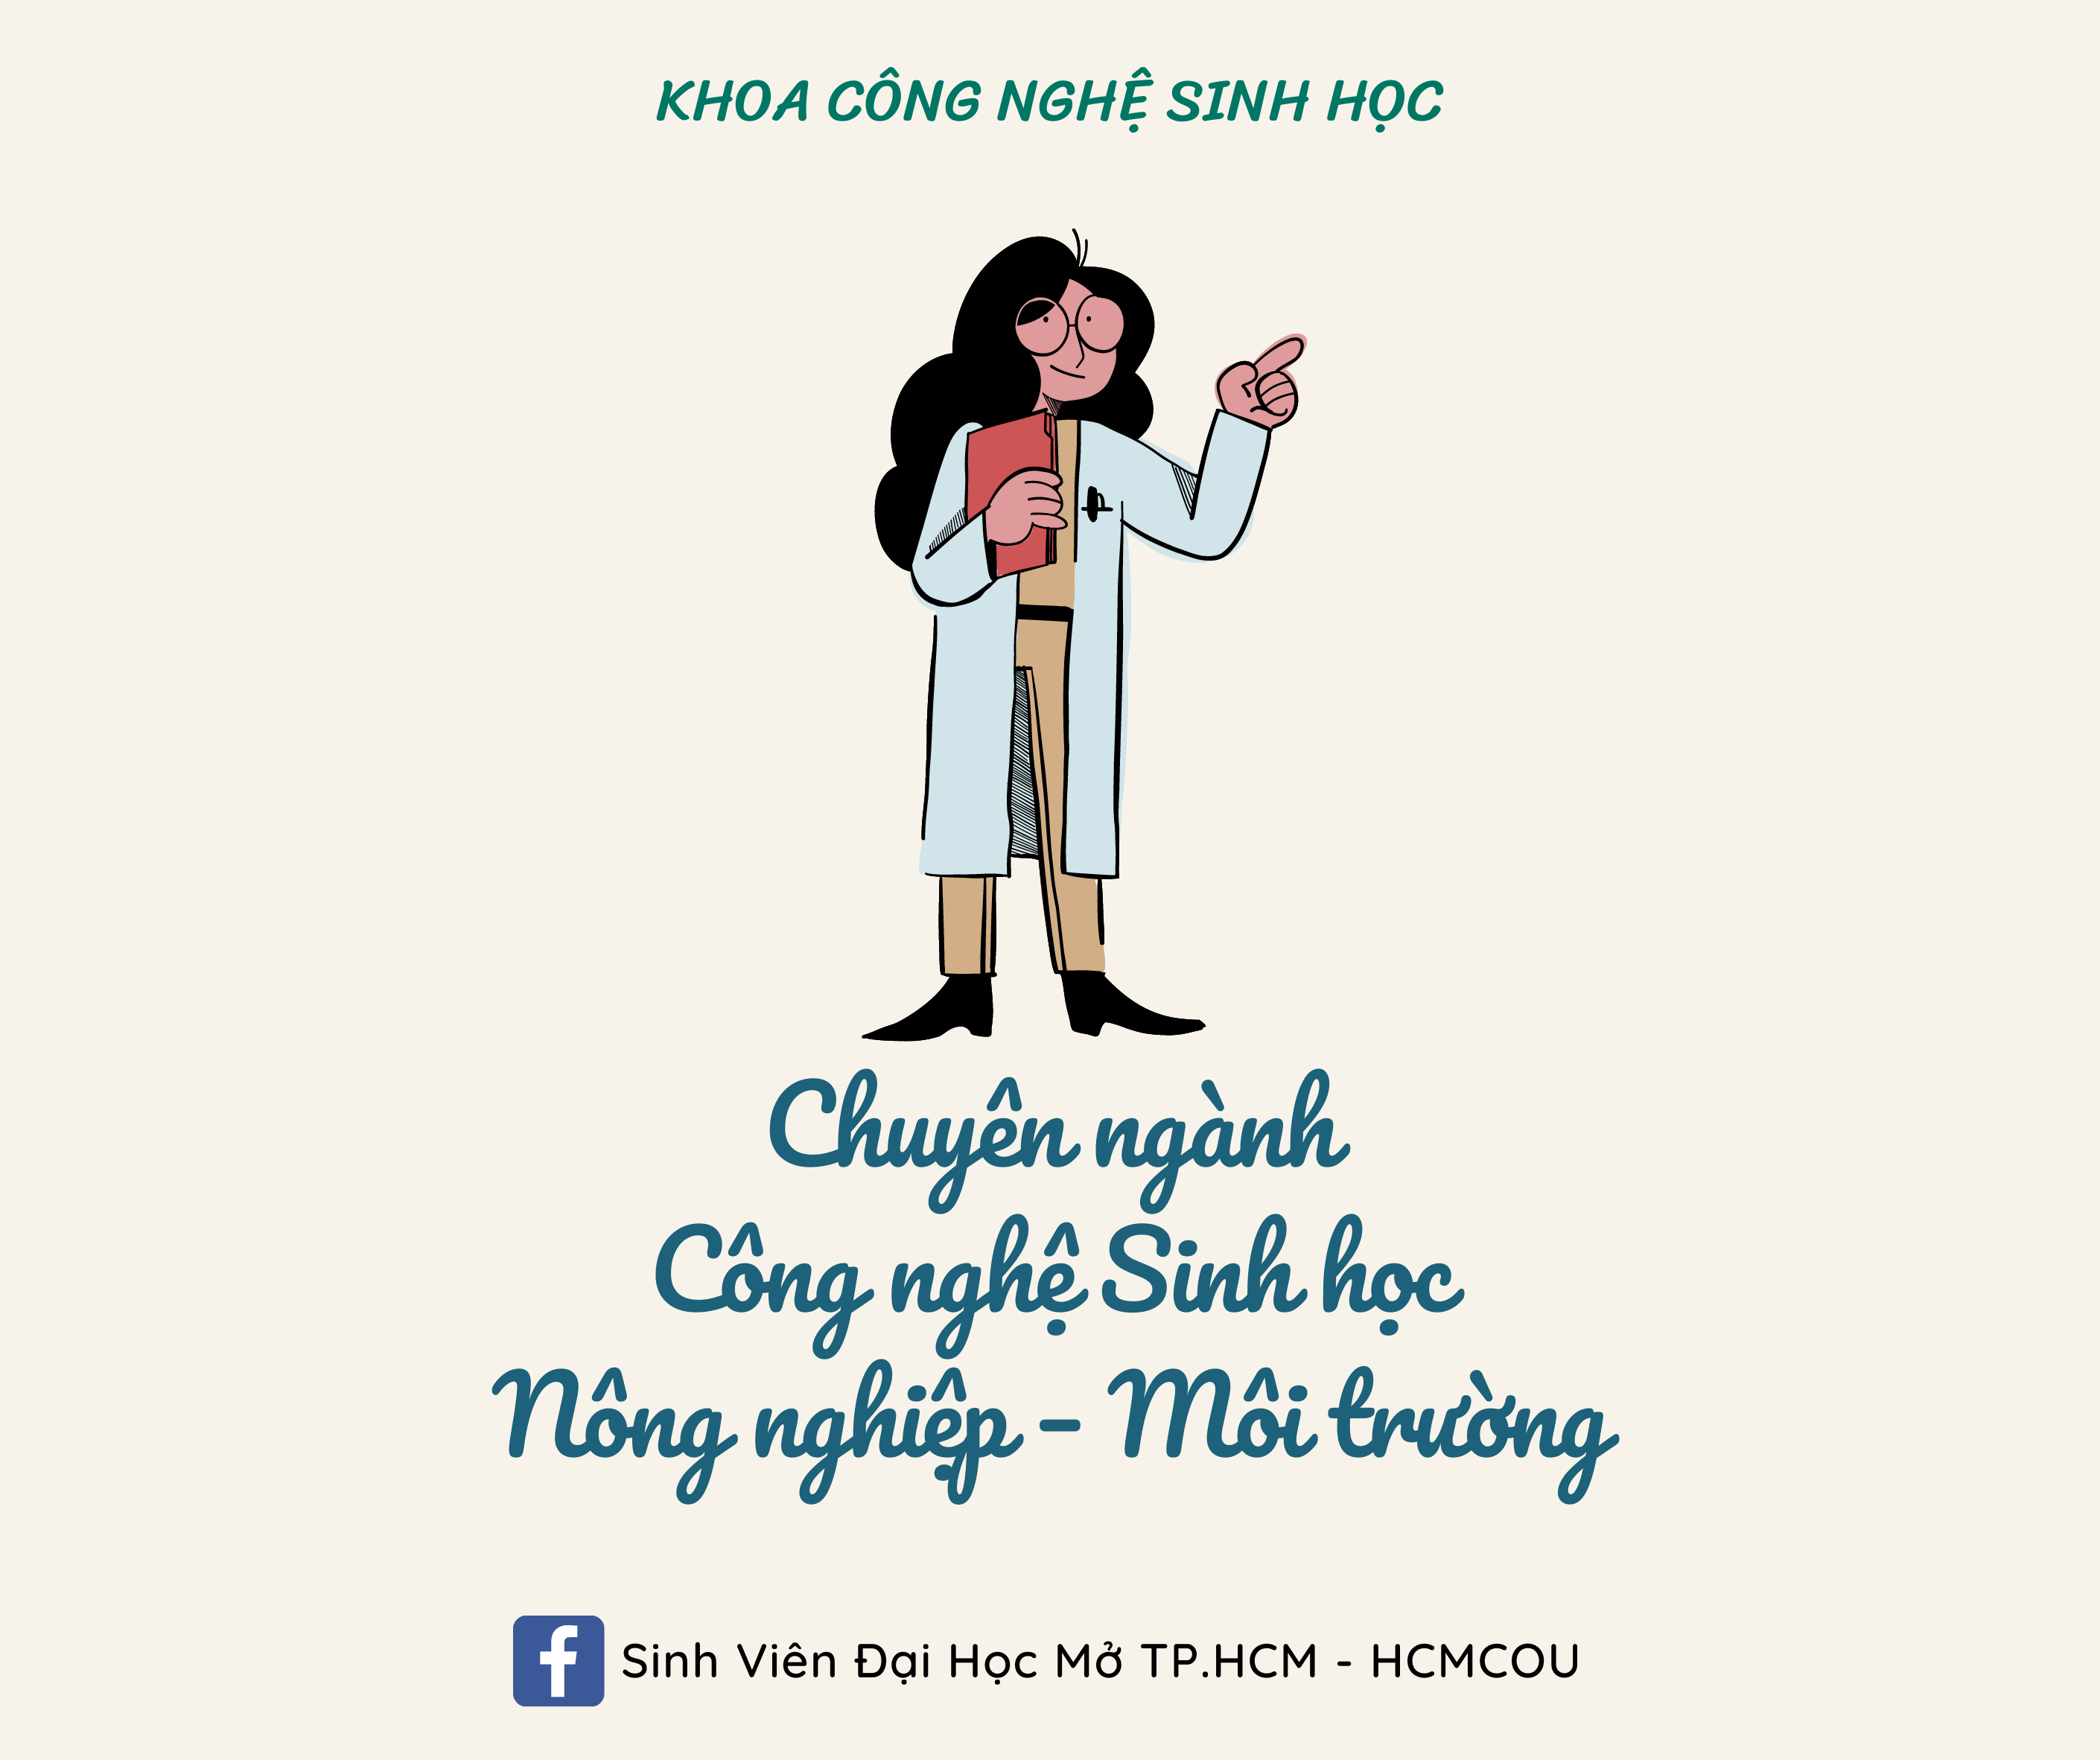 KHOA CÔNG NGHỆ SINH HỌC
Chuyên ngành
Công nghệ Sinh học
Nông nghiệp - Môi trường
Sinh Viên Đại Học Mở TP.HCM - HCMCOU